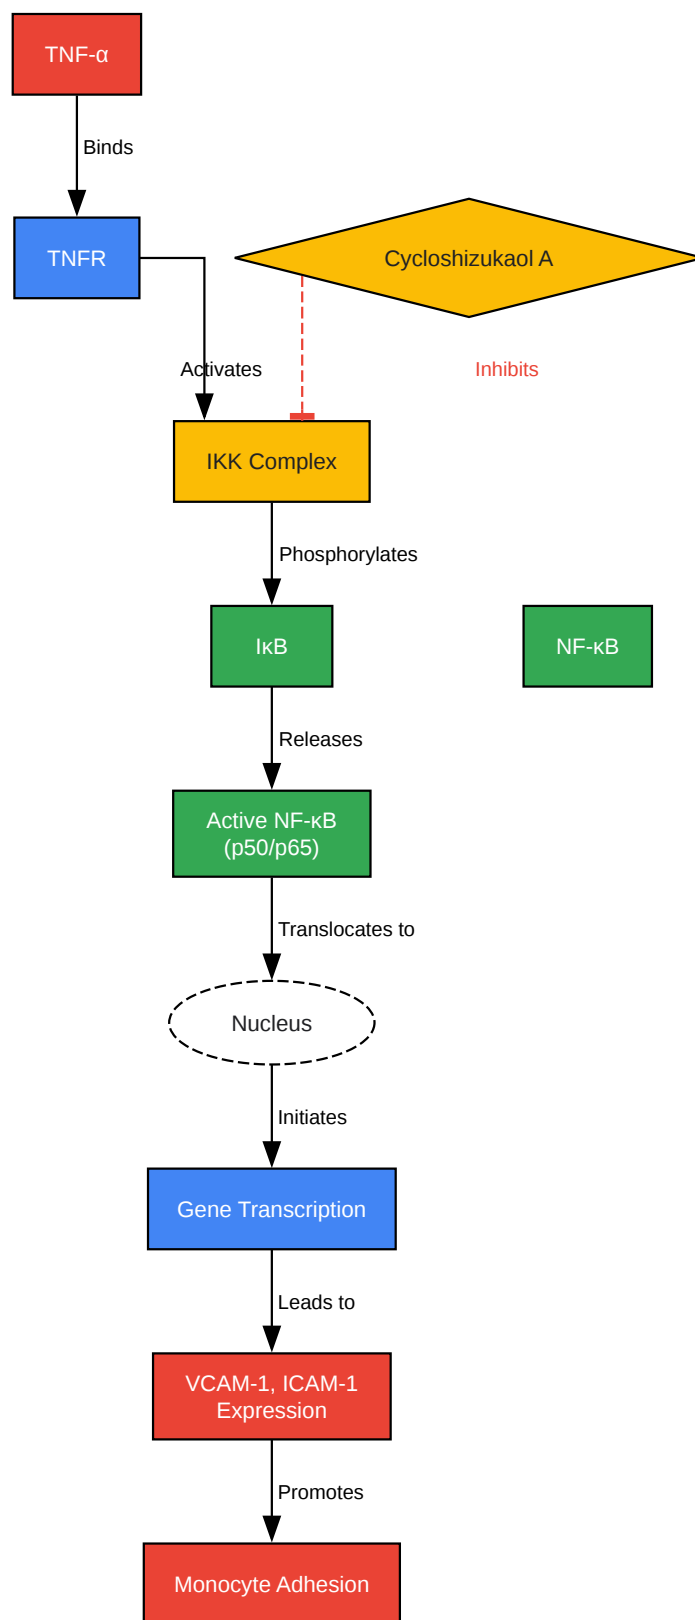 TNF-α
Binds
TNFR
Cycloshizukaol A
Activates
Inhibits
IKK Complex
Phosphorylates
IκB
NF-κB
Releases
Active NF-κB
(p50/p65)
Translocates to
Nucleus
Initiates
Gene Transcription
Leads to
VCAM-1, ICAM-1
Expression
Promotes
Monocyte Adhesion